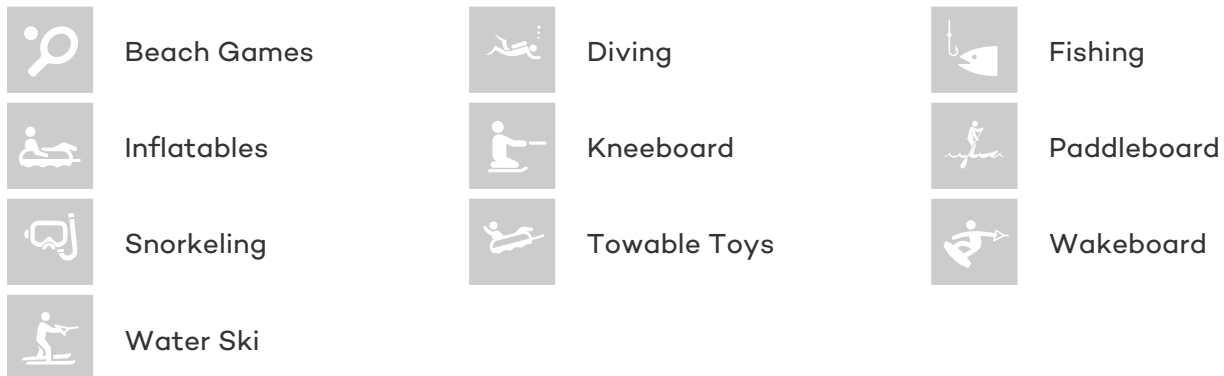 Beach Games
Diving
Fishing
Inflatables
Kneeboard
Paddleboard
Snorkeling
Towable Toys
Wakeboard
Water Ski